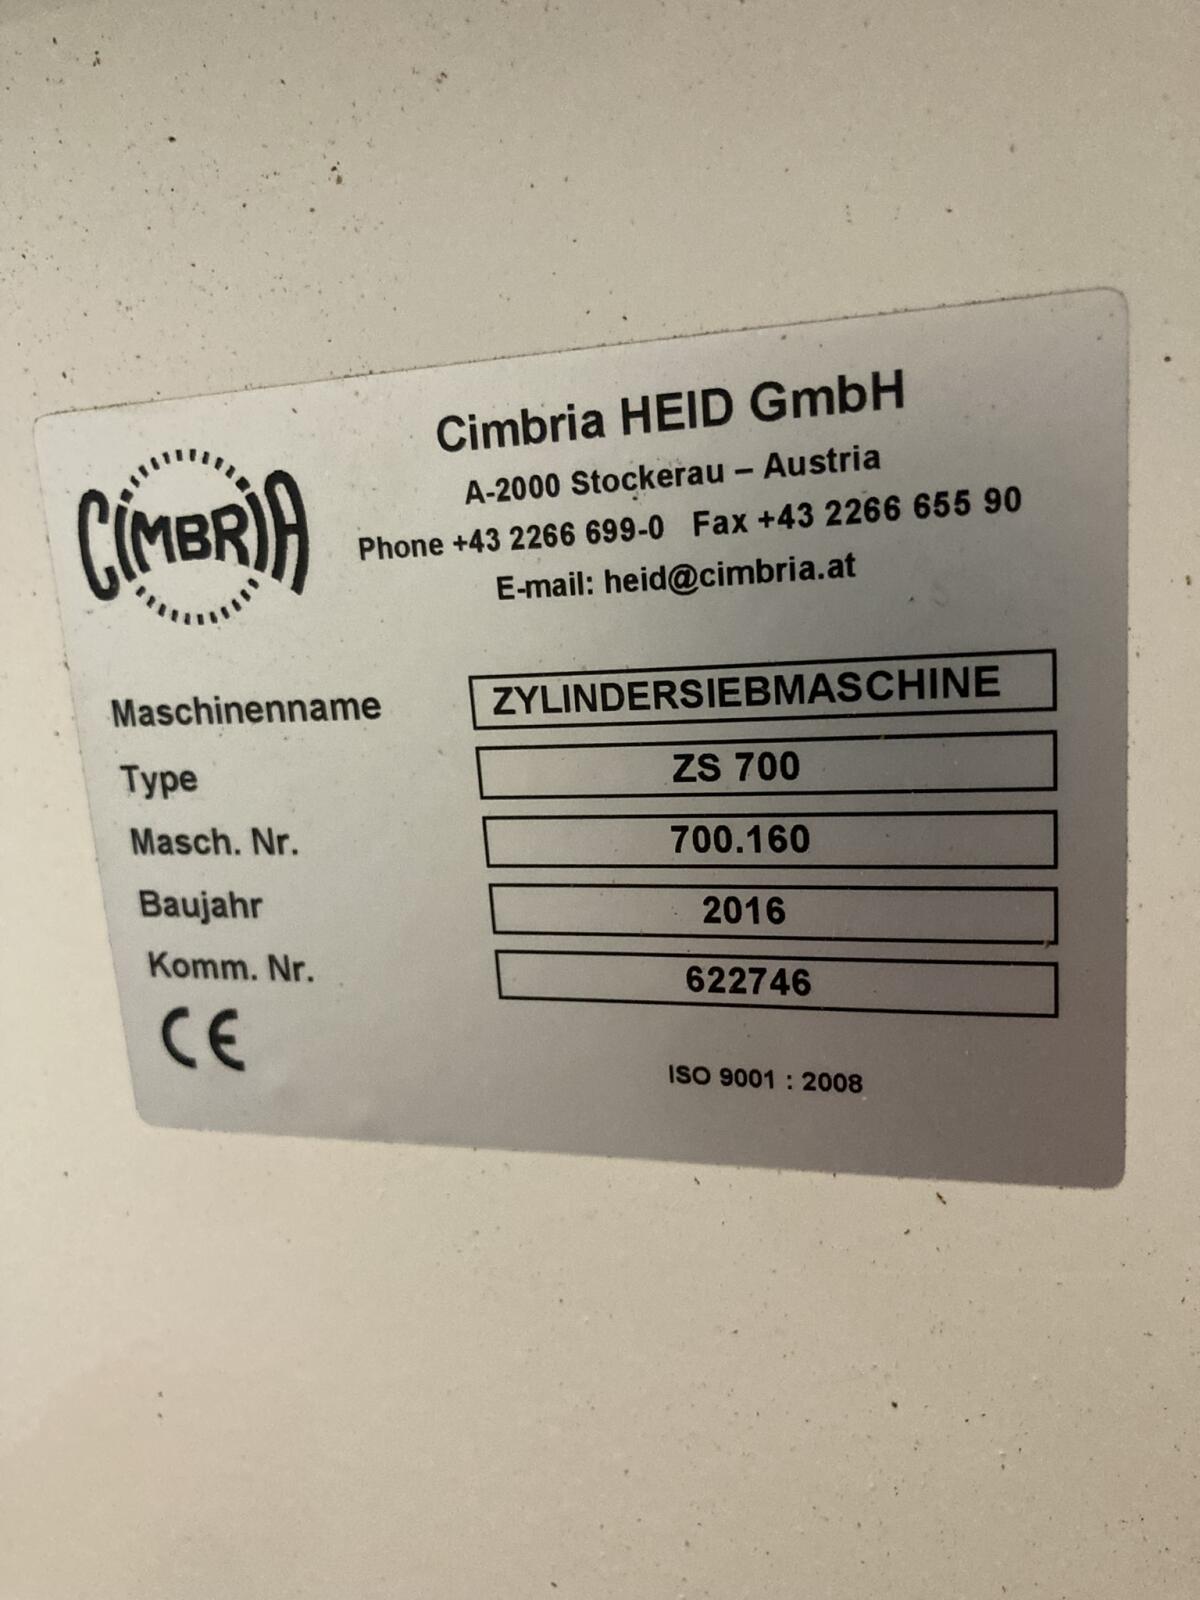 CIMBRIA
Cimbria HEID GmbH
A-2000 Stockerau – Austria
Phone +43 2266 699-0 Fax +43 2266 655 90
E-mail: heid@cimbria.at
Maschinenname ZYLINDERSIEBMASCHINE
Type ZS 700
Masch. Nr. 700.160
Baujahr 2016
Komm. Nr. 622746
CE
ISO 9001 : 2008